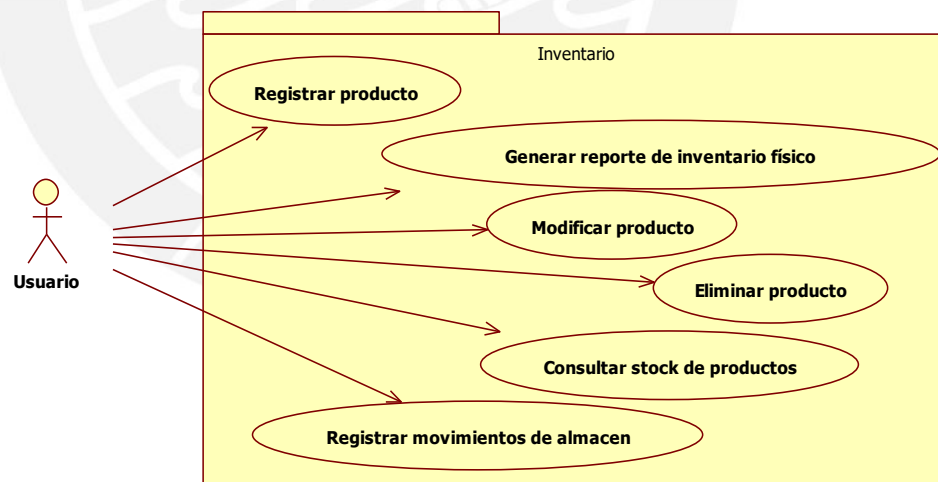 Inventario
Registrar producto
Generar reporte de inventario físico
Modificar producto
Usuario
Eliminar producto
Consultar stock de productos
Registrar movimientos de almacen